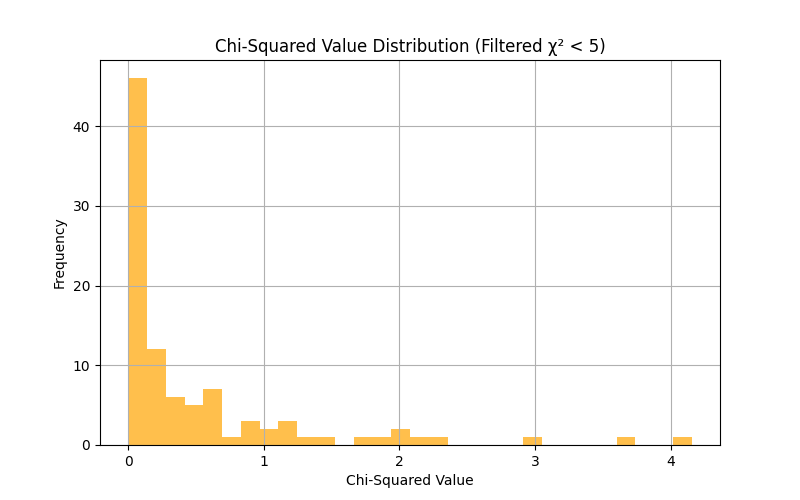 Chi-Squared Value Distribution (Filtered χ² < 5)
Frequency
40
30
20
10
0
0 1 2 3 4
Chi-Squared Value